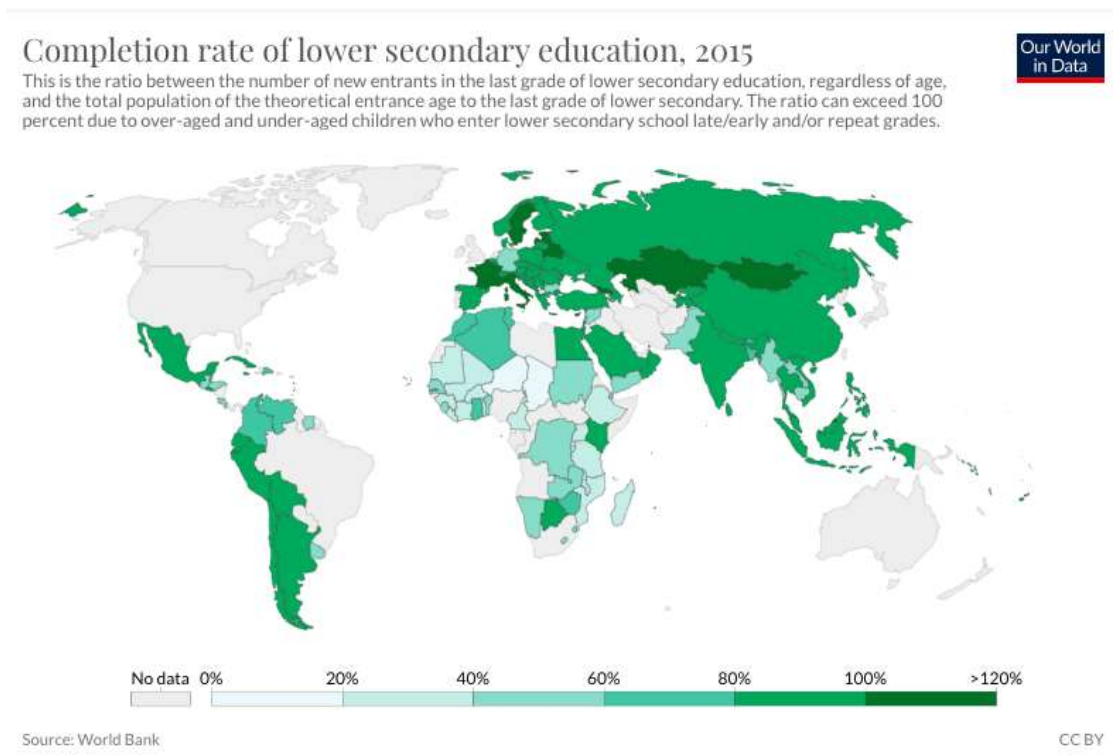 Completion rate of lower secondary education, 2015
Our World
in Data
This is the ratio between the number of new entrants in the last grade of lower secondary education, regardless of age,
and the total population of the theoretical entrance age to the last grade of lower secondary. The ratio can exceed 100
percent due to over-aged and under-aged children who enter lower secondary school late/early and/or repeat grades.
No data 0% 20% 40% 60% 80% 100% >120%
Source: World Bank CC BY